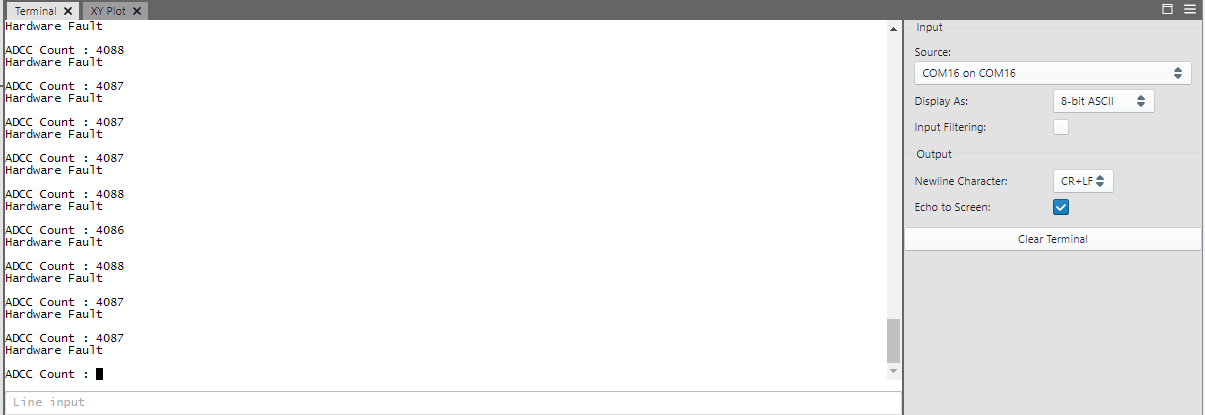 Terminal
XY Plot
Hardware Fault
ADCC Count : 4088
Hardware Fault
ADCC Count : 4087
Hardware Fault
ADCC Count : 4087
Hardware Fault
ADCC Count : 4087
Hardware Fault
ADCC Count : 4088
Hardware Fault
ADCC Count : 4086
Hardware Fault
ADCC Count : 4088
Hardware Fault
ADCC Count : 4087
Hardware Fault
ADCC Count : 4087
Hardware Fault
ADCC Count :
Line input
Input
Source:
COM16 on COM16
Display As: 8-bit ASCII
Input Filtering:
Output
Newline Character: CR+LF
Echo to Screen:
Clear Terminal